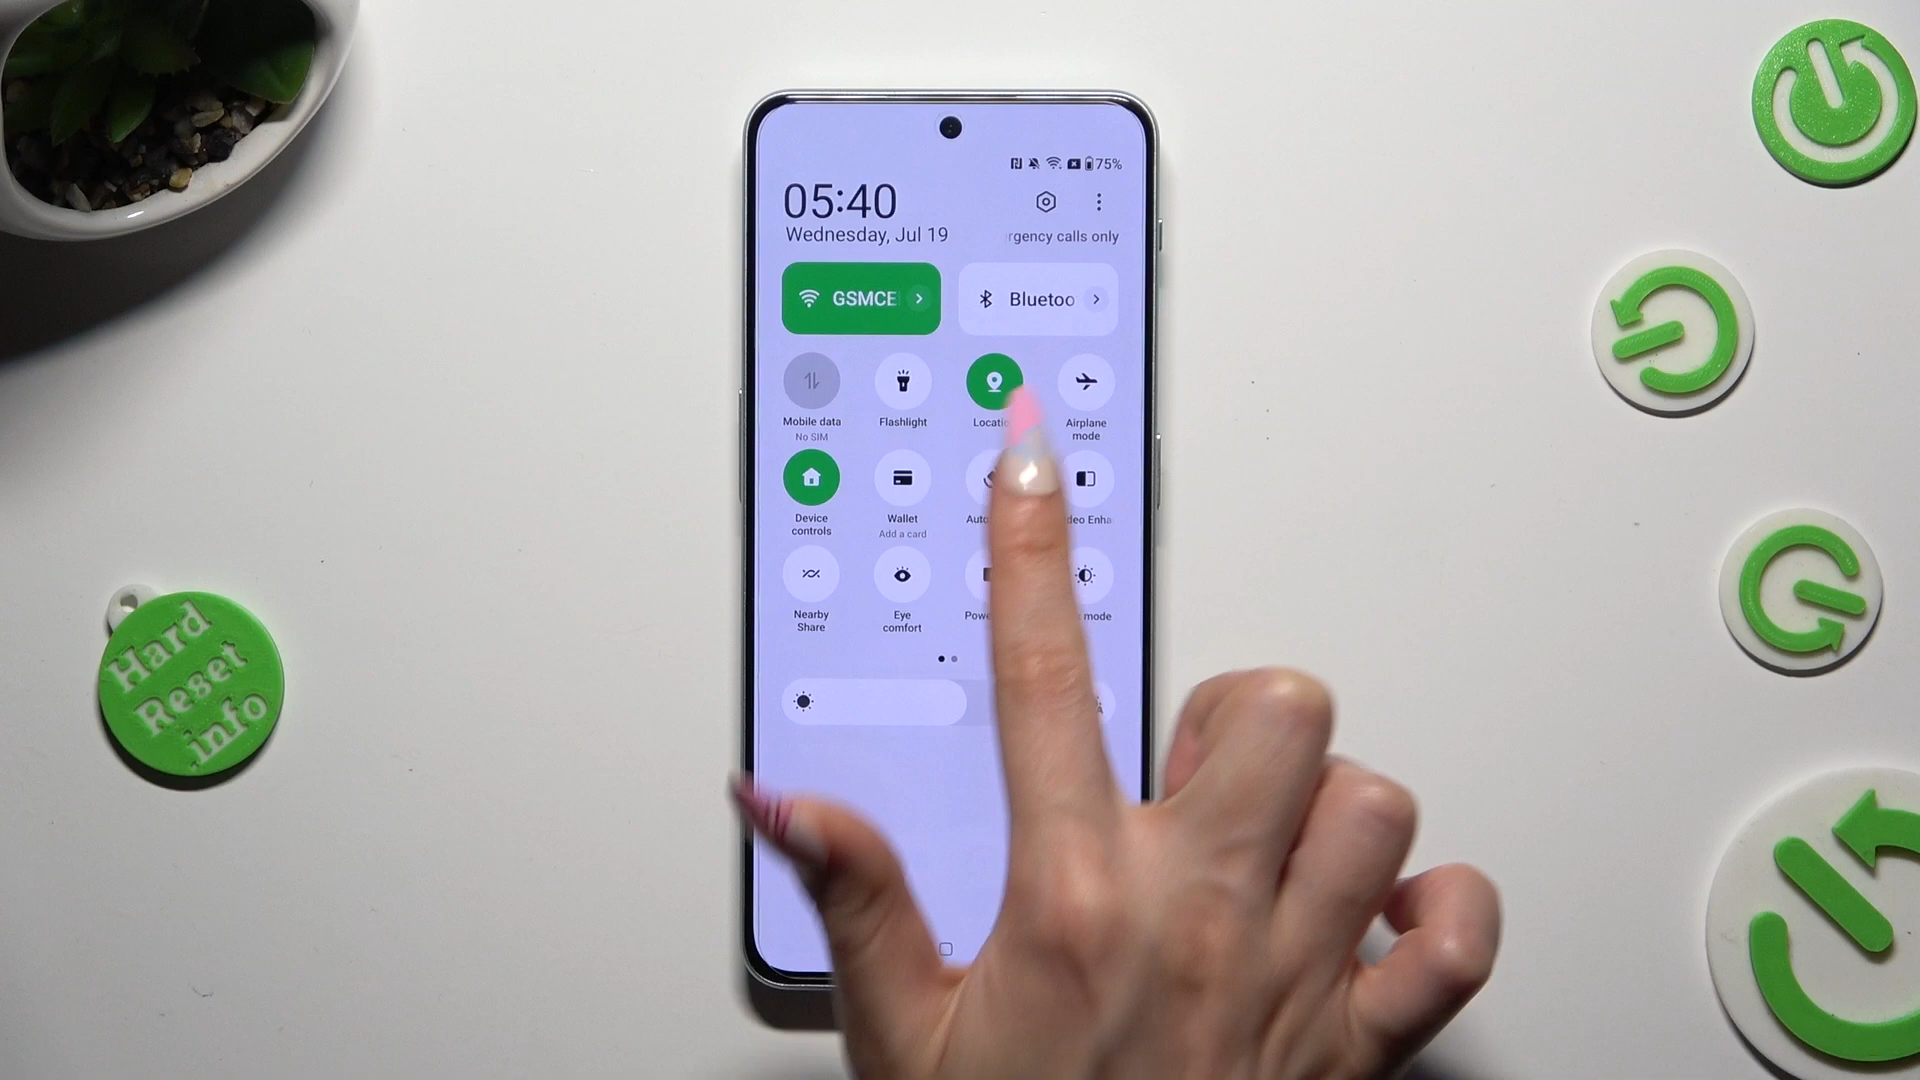 75%
05:40
Wednesday, Jul 19
rgency calls only
GSMCE
Bluetoo
Mobile data
No SIM
Flashlight
Locatio
Airplane
mode
Device
controls
Wallet
Add a card
Auto
deo Enha
Nearby
Share
Eye
comfort
Powe
mode
Hard
Reset
.info